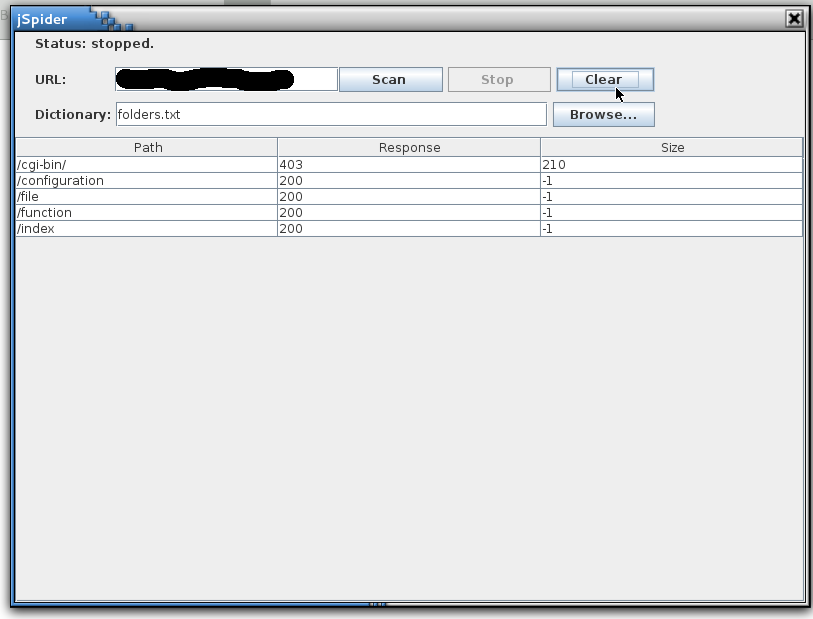 jSpider
Status: stopped.
URL: Scan Stop Clear
Dictionary: folders.txt Browse...
Path Response Size
/cgi-bin/ 403 210
/configuration 200 -1
/file 200 -1
/function 200 -1
/index 200 -1